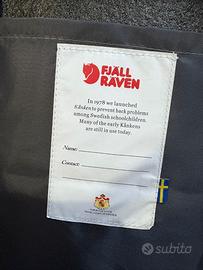 FJÄLL
RÄVEN
In 1978 we launched
Kånken to prevent back problems
among Swedish schoolchildren.
Many of the early Kånkens
are still in use today.
Name:
Contact:
subito